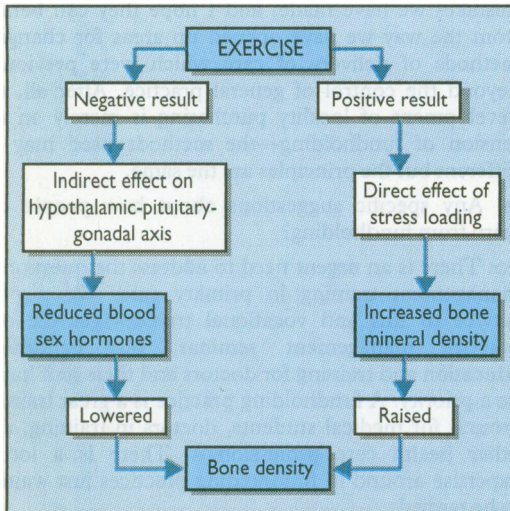 EXERCISE
Negative result
Positive result
Indirect effect on
hypothalamic-pituitary-
gonadal axis
Direct effect of
stress loading
Reduced blood
sex hormones
Increased bone
mineral density
Lowered
Raised
Bone density